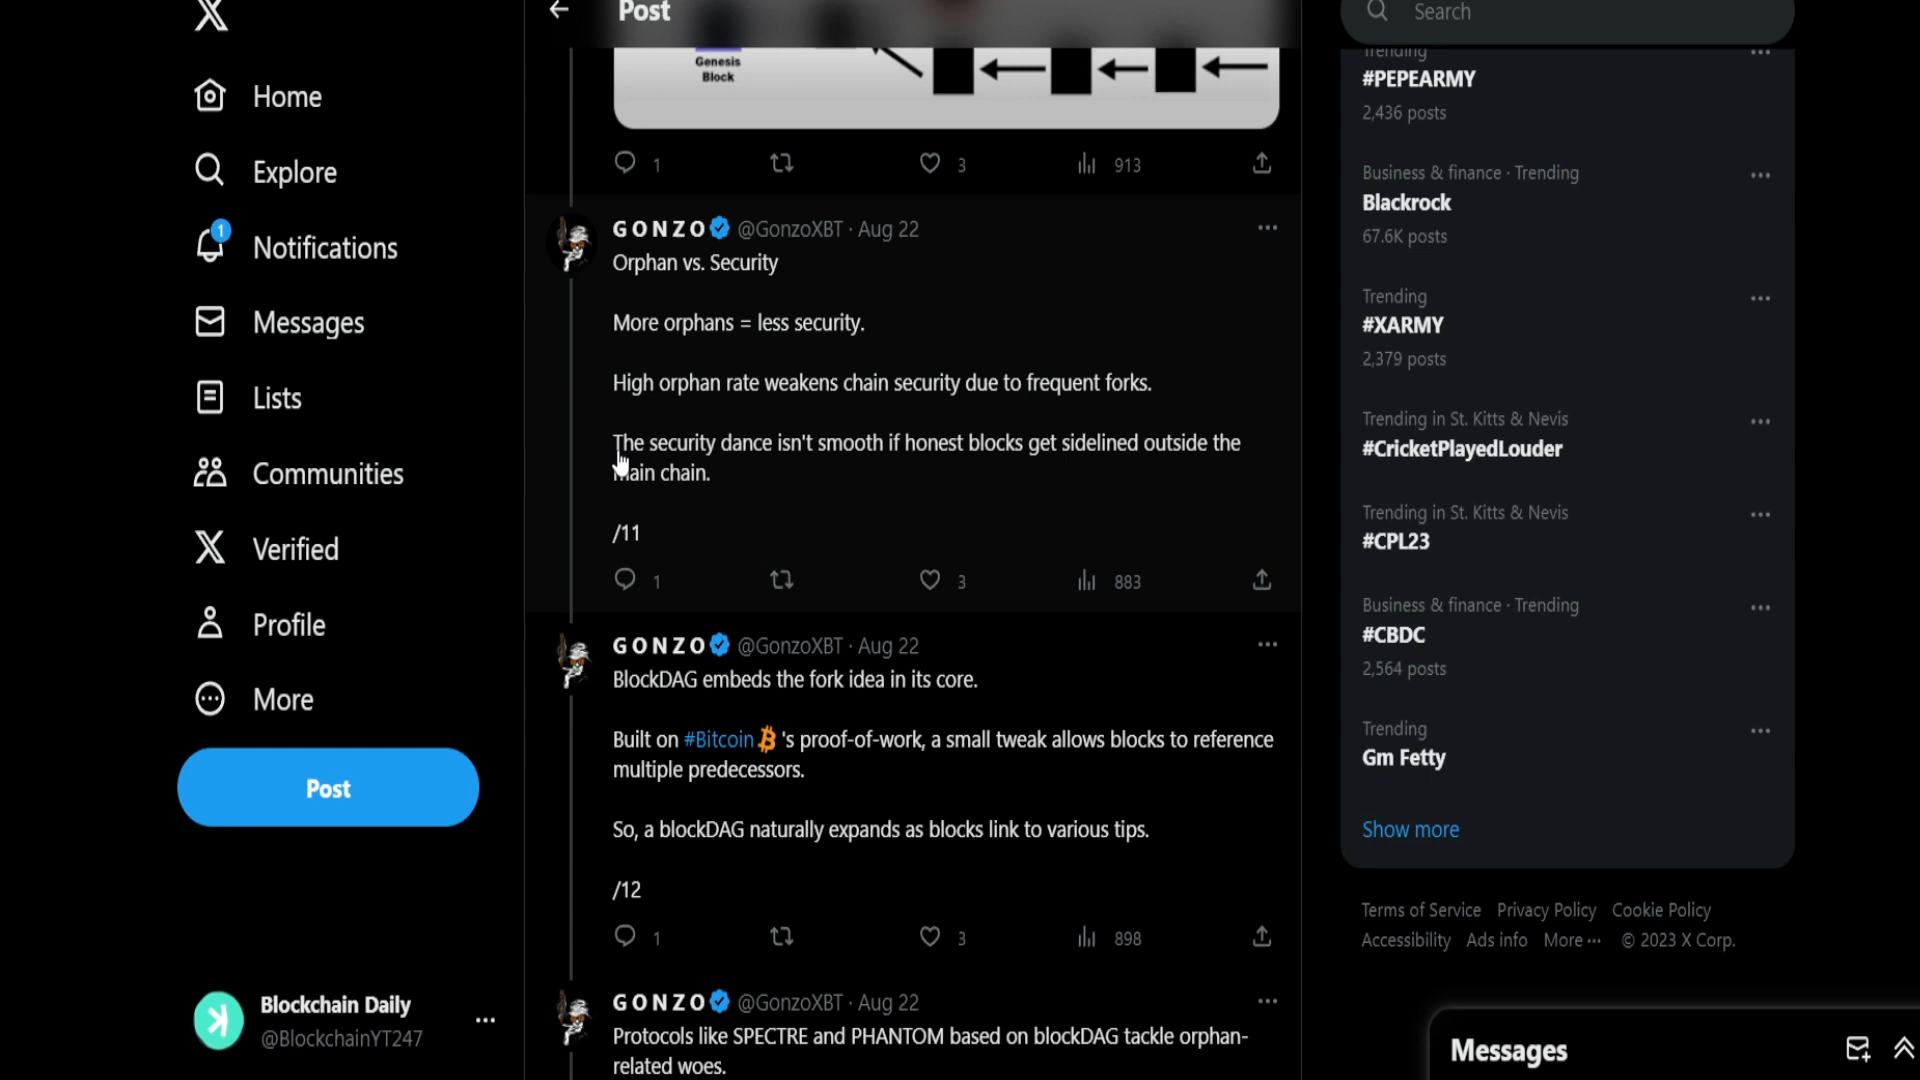 Home
Explore
1
Notifications
Messages
Lists
Communities
Verified
Profile
More
Post
Blockchain Daily
@BlockchainYT247
Post
Genesis
Block
1
3
913
GONZO @GonzoXBT · Aug 22
Orphan vs. Security
More orphans = less security.
High orphan rate weakens chain security due to frequent forks.
The security dance isn't smooth if honest blocks get sidelined outside the
main chain.
/11
1
3
883
GONZO @GonzoXBT · Aug 22
BlockDAG embeds the fork idea in its core.
Built on #Bitcoin 's proof-of-work, a small tweak allows blocks to reference
multiple predecessors.
So, a blockDAG naturally expands as blocks link to various tips.
/12
1
3
898
GONZO @GonzoXBT · Aug 22
Protocols like SPECTRE and PHANTOM based on blockDAG tackle orphan-
related woes.
Search
Trending
#PEPEARMY
2,436 posts
Business & finance · Trending
Blackrock
67.6K posts
Trending
#XARMY
2,379 posts
Trending in St. Kitts & Nevis
#CricketPlayedLouder
Trending in St. Kitts & Nevis
#CPL23
Business & finance · Trending
#CBDC
2,564 posts
Trending
Gm Fetty
Show more
Terms of Service Privacy Policy Cookie Policy
Accessibility Ads info More ··· © 2023 X Corp.
Messages